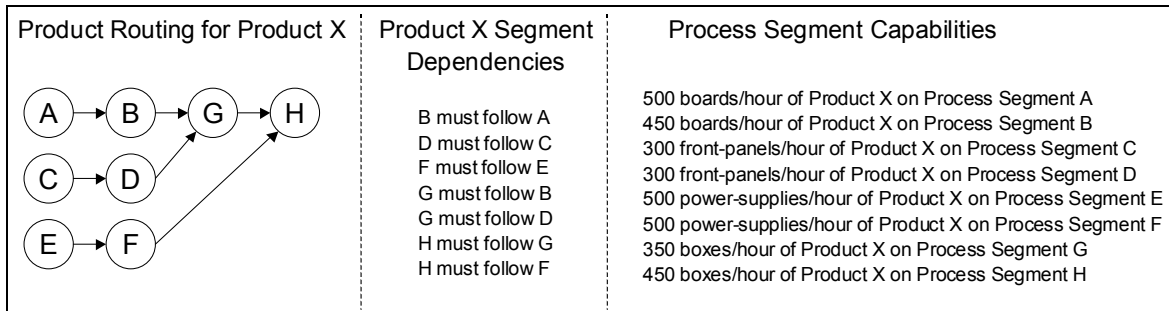 Product Routing for Product X
A B G H
C D
E F
Product X Segment
Dependencies
B must follow A
D must follow C
F must follow E
G must follow B
G must follow D
H must follow G
H must follow F
Process Segment Capabilities
500 boards/hour of Product X on Process Segment A
450 boards/hour of Product X on Process Segment B
300 front-panels/hour of Product X on Process Segment C
300 front-panels/hour of Product X on Process Segment D
500 power-supplies/hour of Product X on Process Segment E
500 power-supplies/hour of Product X on Process Segment F
350 boxes/hour of Product X on Process Segment G
450 boxes/hour of Product X on Process Segment H